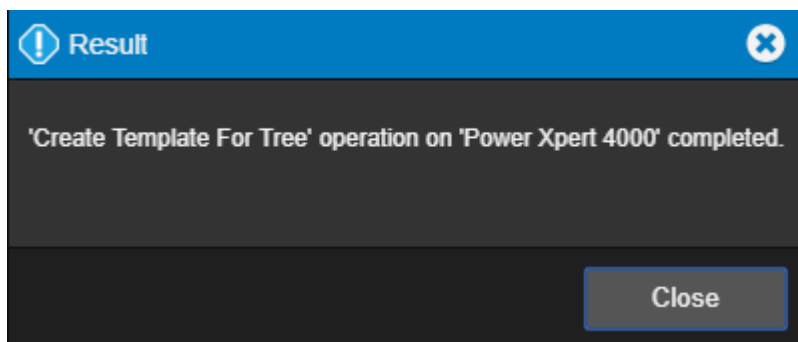 Result
'Create Template For Tree' operation on 'Power Xpert 4000' completed.
Close